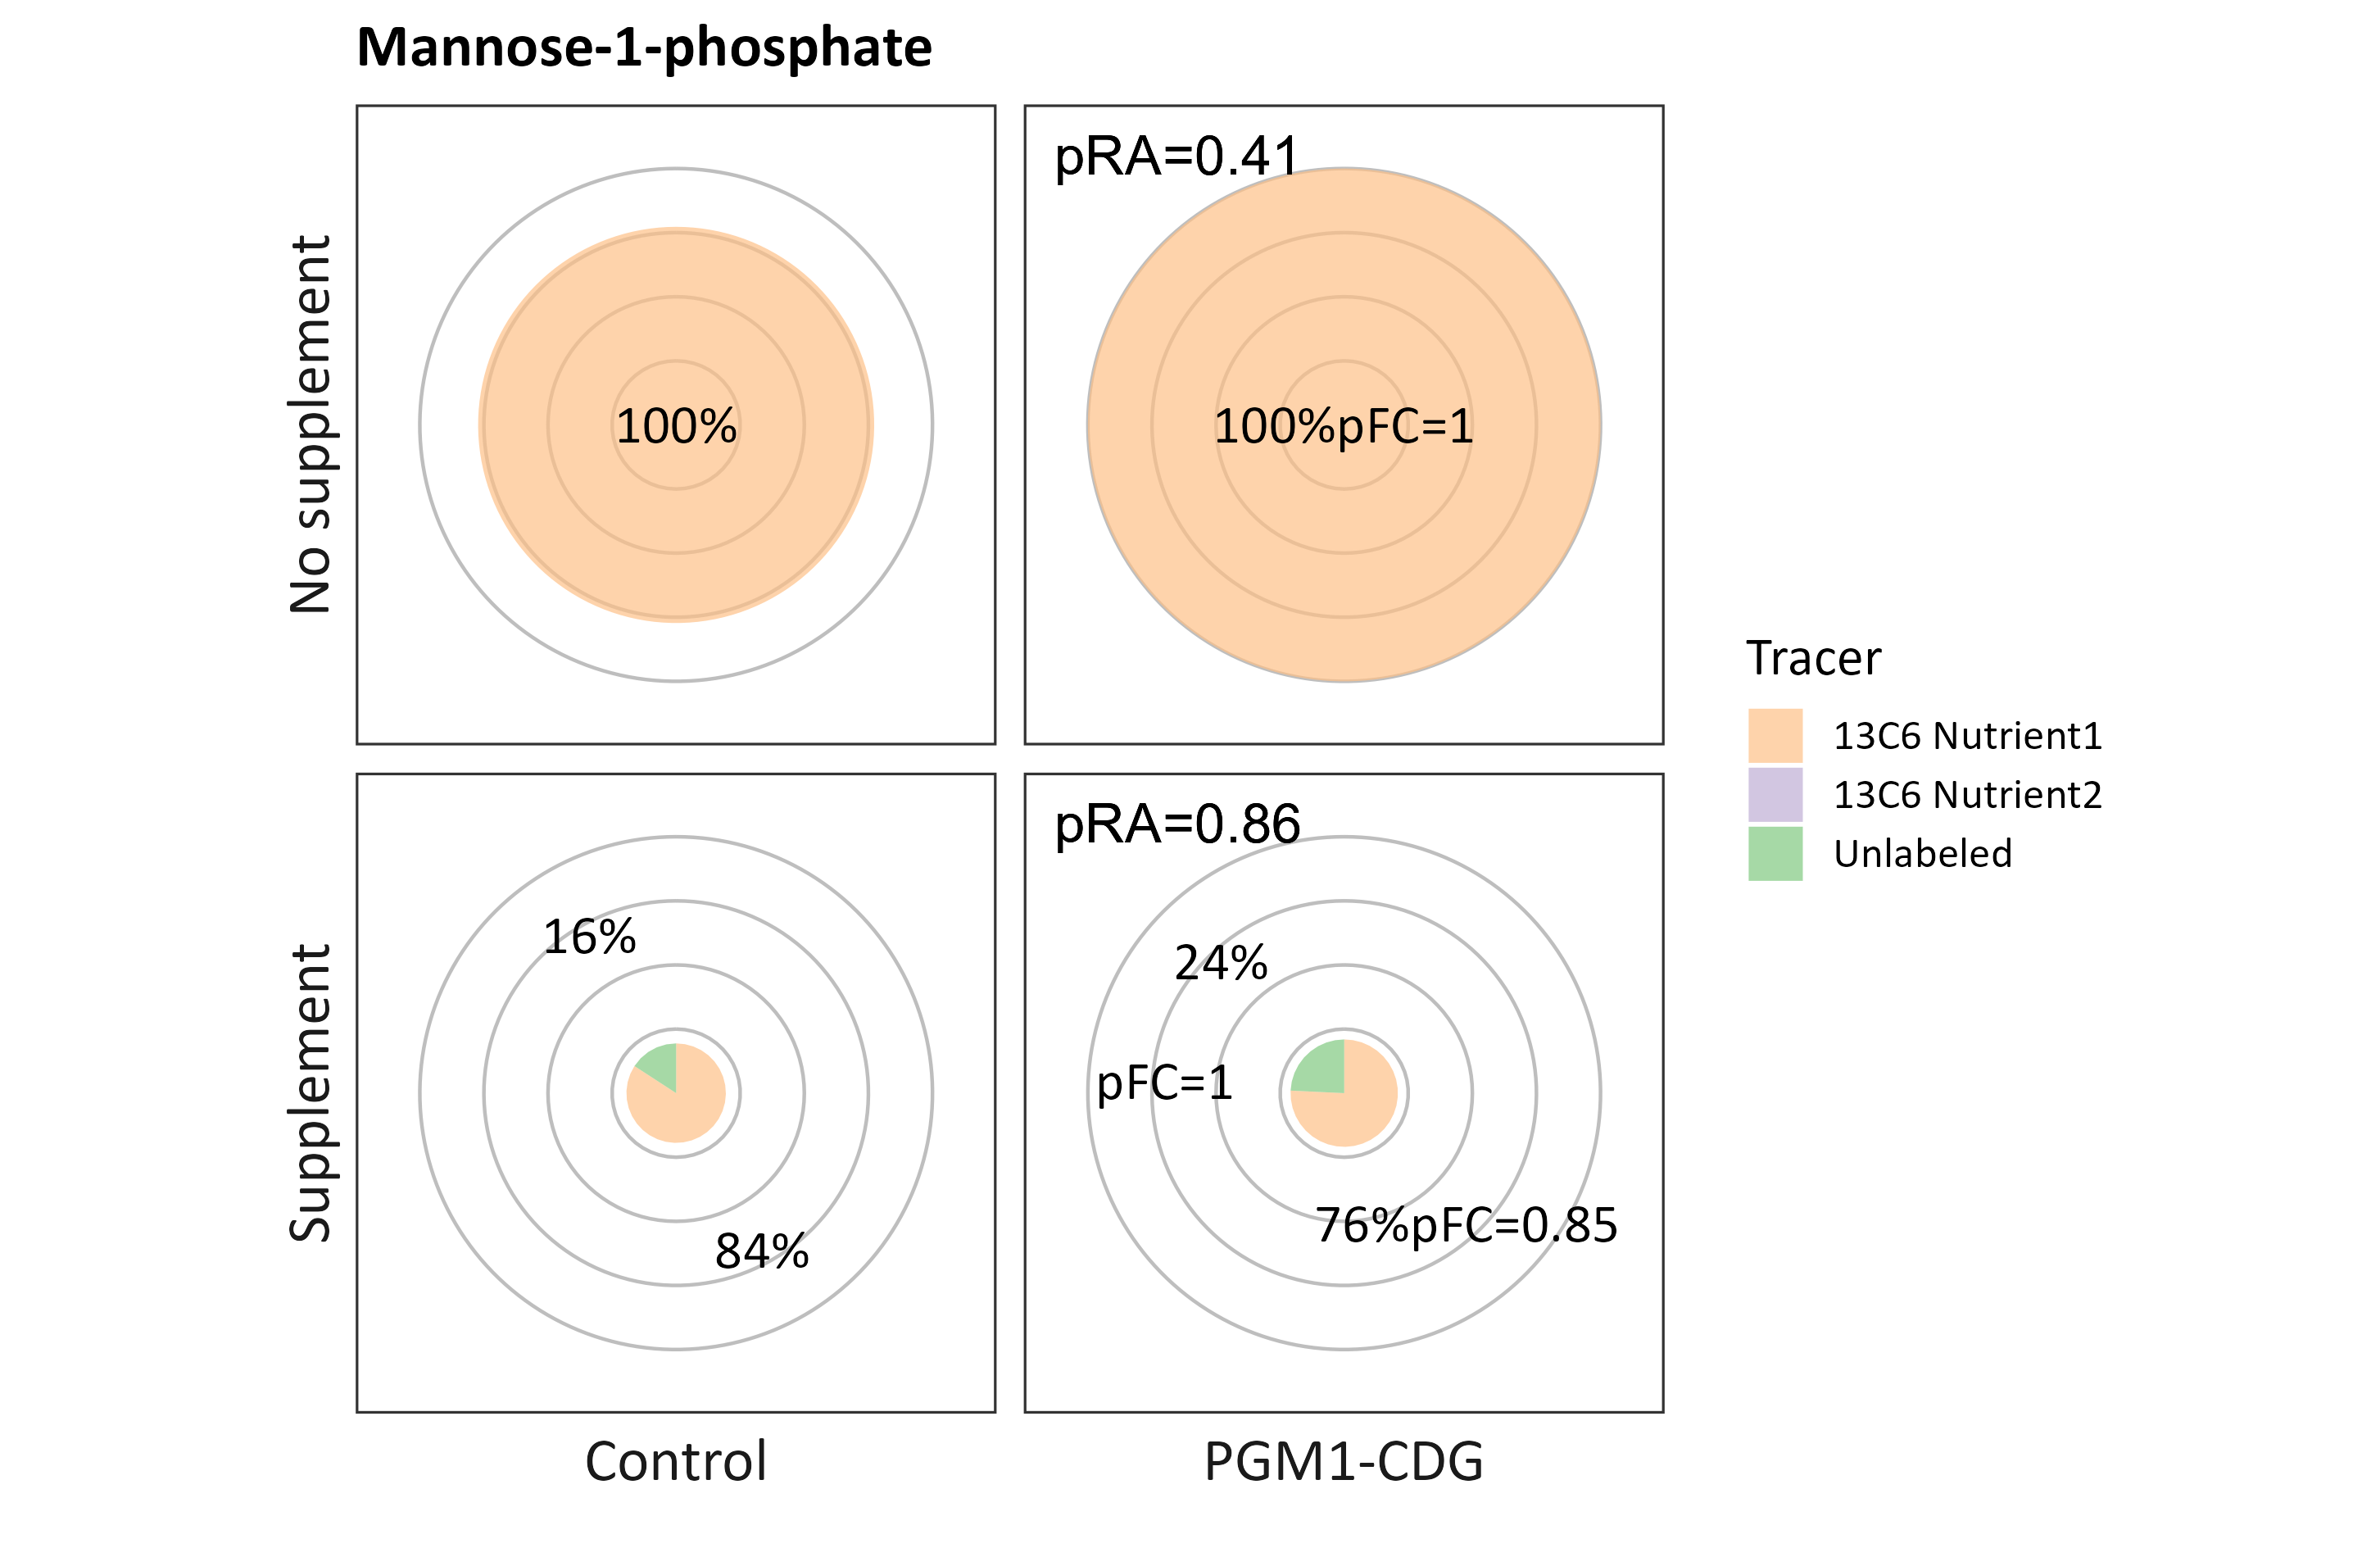 Mannose-1-phosphate
No supplement
100%
pRA=0.41
100%pFC=1
Supplement
16%
84%
pRA=0.86
24%
pFC=1
76%pFC=0.85
Control
PGM1-CDG
Tracer
13C6 Nutrient1
13C6 Nutrient2
Unlabeled